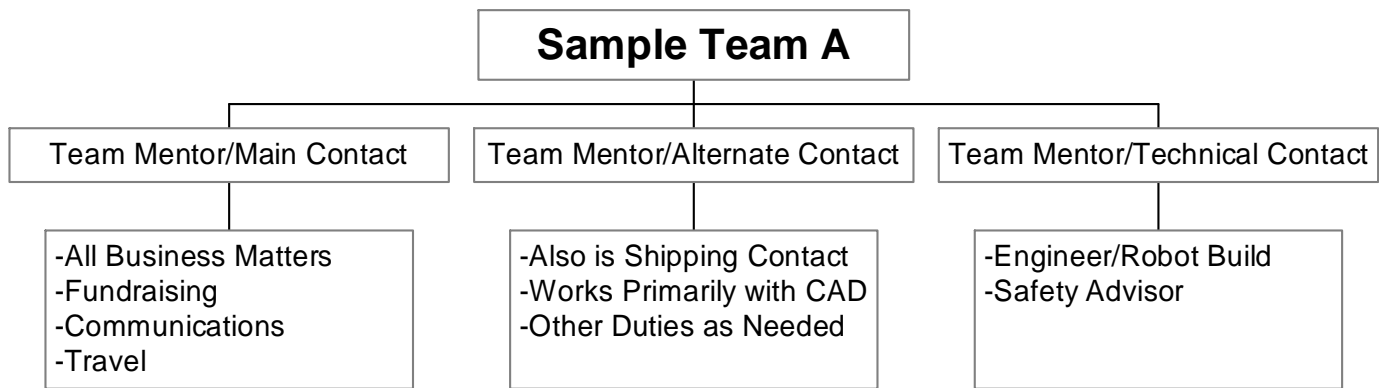 Sample Team A
Team Mentor/Main Contact
Team Mentor/Alternate Contact
Team Mentor/Technical Contact
-All Business Matters
-Fundraising
-Communications
-Travel
-Also is Shipping Contact
-Works Primarily with CAD
-Other Duties as Needed
-Engineer/Robot Build
-Safety Advisor